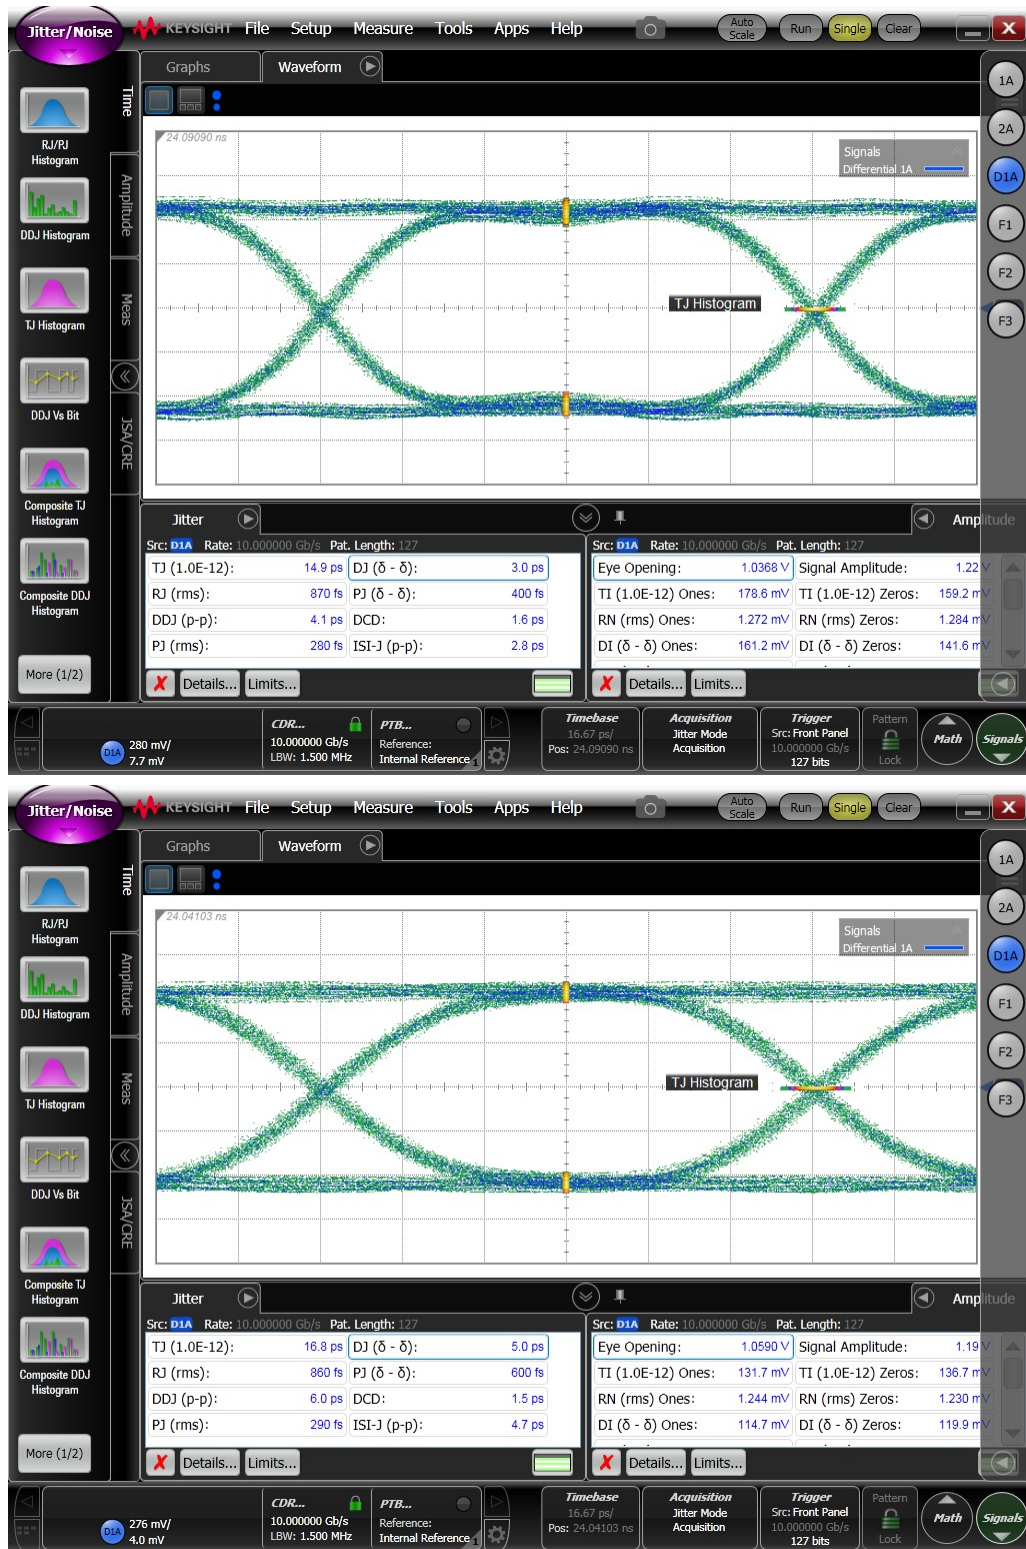 Jitter/Noise
KEYSIGHT File Setup Measure Tools Apps Help
Auto Scale
Run
Single
Clear
X
Graphs
Waveform
Time
Amplitude
Meas
JSA/CRE
RJ/PJ
Histogram
DDJ Histogram
TJ Histogram
DDJ Vs Bit
Composite TJ
Histogram
Composite DDJ
Histogram
More (1/2)
24.09090 ns
Signals
Differential 1A
TJ Histogram
1A
2A
D1A
F1
F2
F3
Jitter
Src: D1A Rate: 10.000000 Gb/s Pat. Length: 127
TJ (1.0E-12): 14.9 ps DJ (δ - δ): 3.0 ps
RJ (rms): 870 fs PJ (δ - δ): 400 fs
DDJ (p-p): 4.1 ps DCD: 1.6 ps
PJ (rms): 280 fs ISI-J (p-p): 2.8 ps
Details... Limits...
Amplitude
Src: D1A Rate: 10.000000 Gb/s Pat. Length: 127
Eye Opening: 1.0368 V Signal Amplitude: 1.22 V
TI (1.0E-12) Ones: 178.6 mV TI (1.0E-12) Zeros: 159.2 mV
RN (rms) Ones: 1.272 mV RN (rms) Zeros: 1.284 mV
DI (δ - δ) Ones: 161.2 mV DI (δ - δ) Zeros: 141.6 mV
Details... Limits...
D1A 280 mV/
7.7 mV
CDR...
10.000000 Gb/s
LBW: 1.500 MHz
PTB...
Reference:
Internal Reference
1
Timebase
16.67 ps/
Pos: 24.09090 ns
Acquisition
Jitter Mode
Acquisition
Trigger
Src: Front Panel
10.000000 Gb/s
127 bits
Pattern
Lock
Math
Signals
Jitter/Noise
KEYSIGHT File Setup Measure Tools Apps Help
Auto Scale
Run
Single
Clear
X
Graphs
Waveform
Time
Amplitude
Meas
JSA/CRE
RJ/PJ
Histogram
DDJ Histogram
TJ Histogram
DDJ Vs Bit
Composite TJ
Histogram
Composite DDJ
Histogram
More (1/2)
24.04103 ns
Signals
Differential 1A
TJ Histogram
1A
2A
D1A
F1
F2
F3
Jitter
Src: D1A Rate: 10.000000 Gb/s Pat. Length: 127
TJ (1.0E-12): 16.8 ps DJ (δ - δ): 5.0 ps
RJ (rms): 860 fs PJ (δ - δ): 600 fs
DDJ (p-p): 6.0 ps DCD: 1.5 ps
PJ (rms): 290 fs ISI-J (p-p): 4.7 ps
Details... Limits...
Amplitude
Src: D1A Rate: 10.000000 Gb/s Pat. Length: 127
Eye Opening: 1.0590 V Signal Amplitude: 1.19 V
TI (1.0E-12) Ones: 131.7 mV TI (1.0E-12) Zeros: 136.7 mV
RN (rms) Ones: 1.244 mV RN (rms) Zeros: 1.230 mV
DI (δ - δ) Ones: 114.7 mV DI (δ - δ) Zeros: 119.9 mV
Details... Limits...
D1A 276 mV/
4.0 mV
CDR...
10.000000 Gb/s
LBW: 1.500 MHz
PTB...
Reference:
Internal Reference
1
Timebase
16.67 ps/
Pos: 24.04103 ns
Acquisition
Jitter Mode
Acquisition
Trigger
Src: Front Panel
10.000000 Gb/s
127 bits
Pattern
Lock
Math
Signals